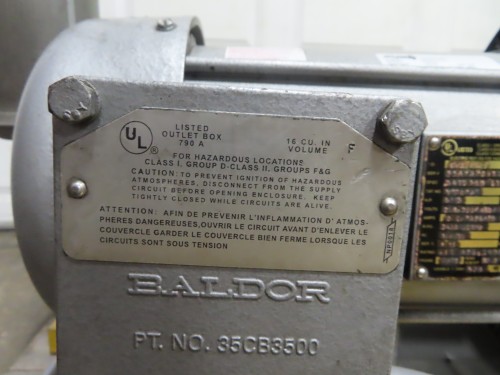 UL
®
LISTED
OUTLET BOX
790 A
16 CU. IN
VOLUME
F
FOR HAZARDOUS LOCATIONS
CLASS I, GROUP D-CLASS II, GROUPS F&G
CAUTION: TO PREVENT IGNITION OF HAZARDOUS
ATMOSPHERES, DISCONNECT FROM THE SUPPLY
CIRCUIT BEFORE OPENING ENCLOSURE. KEEP
TIGHTLY CLOSED WHILE CIRCUITS ARE ALIVE.
ATTENTION: AFIN DE PREVENIR L'INFLAMMATION D' ATMOS-
PHERES DANGEREUSES,OUVRIR LE CIRCUIT AVANT D'ENLEVER LE
COUVERCLE GARDER LE COUVERCLE BIEN FERME LORSQUE LES
CIRCUITS SONT SOUS TENSION
BALDOR
PT. NO. 35CB3500